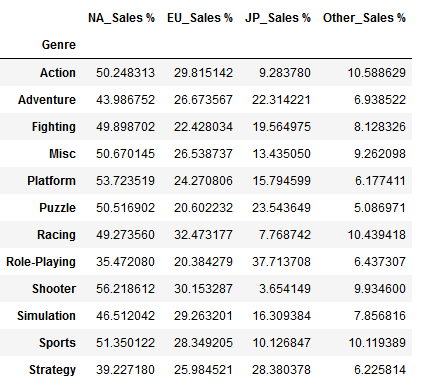 NA_Sales % EU_Sales % JP_Sales % Other_Sales %
Genre
Action 50.248313 29.815142 9.283780 10.588629
Adventure 43.986752 26.673567 22.314221 6.938522
Fighting 49.898702 22.428034 19.564975 8.128326
Misc 50.670145 26.538737 13.435050 9.262098
Platform 53.723519 24.270806 15.794599 6.177411
Puzzle 50.516902 20.602232 23.543649 5.086971
Racing 49.273560 32.473177 7.768742 10.439418
Role-Playing 35.472080 20.384279 37.713708 6.437307
Shooter 56.218612 30.153287 3.654149 9.934600
Simulation 46.512042 29.263201 16.309384 7.856816
Sports 51.350122 28.349205 10.126847 10.119389
Strategy 39.227180 25.984521 28.380378 6.225814